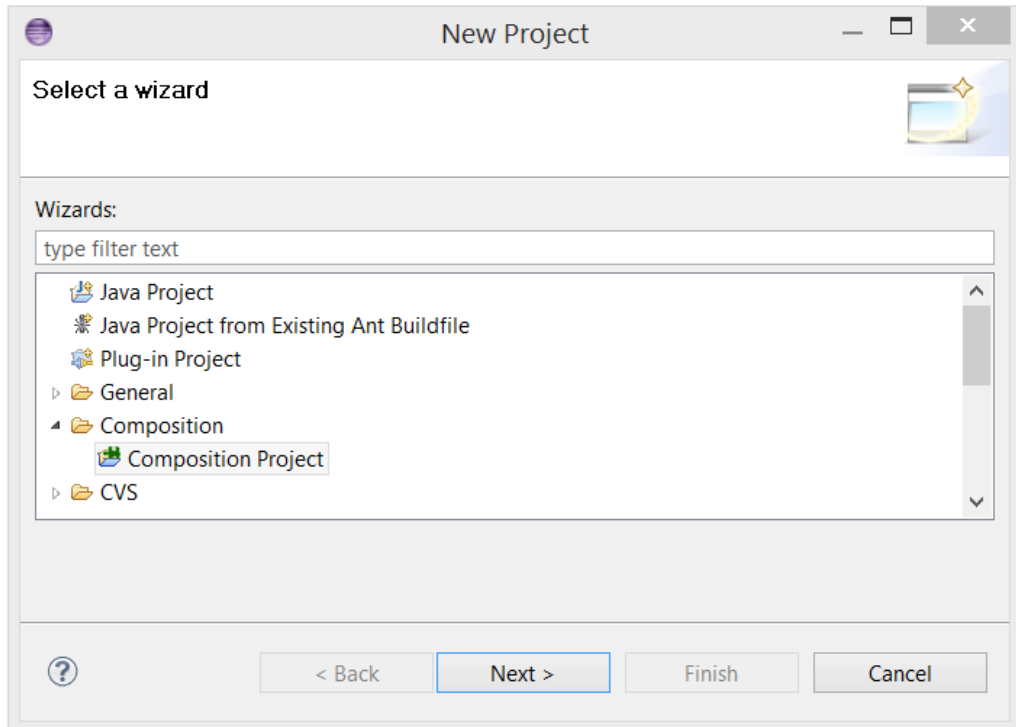 New Project
Select a wizard
Wizards:
type filter text
Java Project
Java Project from Existing Ant Buildfile
Plug-in Project
General
Composition
Composition Project
CVS
< Back Next > Finish Cancel